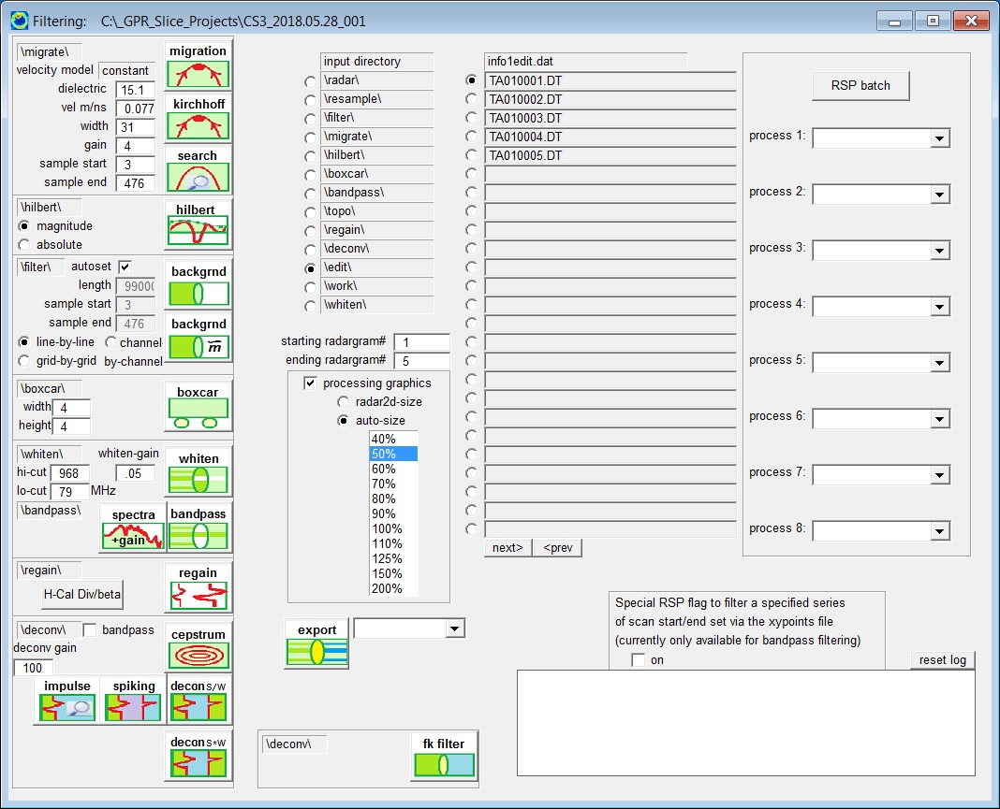 Filtering: C:\_GPR_Slice_Projects\CS3_2018.05.28_001
\migrate\
velocity model constant
dielectric 15.1
vel m/ns 0.077
width 31
gain 4
sample start 3
sample end 476
migration
kirchhoff
search
\hilbert\
magnitude
absolute
hilbert
\filter\ autoset
length 9900
sample start 3
sample end 476
line-by-line channel
grid-by-grid by-channel
backgrnd
backgrnd
m
\boxcar\
width 4
height 4
boxcar
\whiten\ whiten-gain
hi-cut 968 .05
lo-cut 79 MHz
whiten
\bandpass\
spectra
+gain
bandpass
\regain\
H-Cal Div/beta
regain
\deconv\ bandpass
deconv gain
100
cepstrum
impulse
spiking
decon s/w
decon s*w
input directory
\radar\
\resample\
\filter\
\migrate\
\hilbert\
\boxcar\
\bandpass\
\topo\
\regain\
\deconv\
\edit\
\work\
\whiten\
starting radargram# 1
ending radargram# 5
processing graphics
radar2d-size
auto-size
40%
50%
60%
70%
80%
90%
100%
110%
125%
150%
200%
export
\deconv\
fk filter
info1edit.dat
TA010001.DT
TA010002.DT
TA010003.DT
TA010004.DT
TA010005.DT
next> <prev
RSP batch
process 1:
process 2:
process 3:
process 4:
process 5:
process 6:
process 7:
process 8:
Special RSP flag to filter a specified series
of scan start/end set via the xypoints file
(currently only available for bandpass filtering)
on
reset log